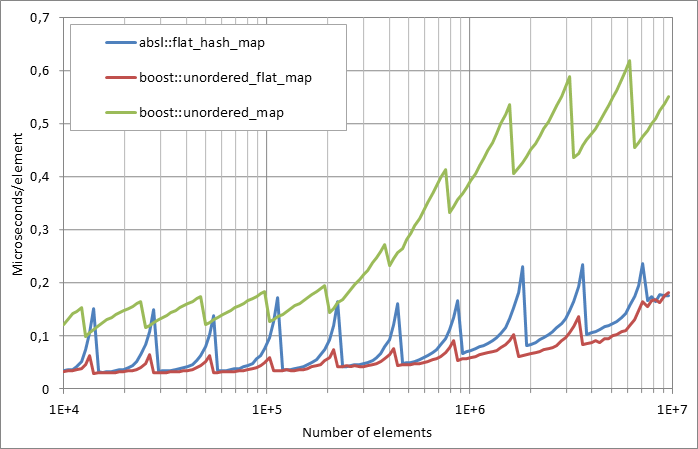 0,7
absl::flat_hash_map
0,6
boost::unordered_flat_map
boost::unordered_map
0,5
0,4
Microseconds/element
0,3
0,2
0,1
0
1E+4
1E+5
1E+6
1E+7
Number of elements